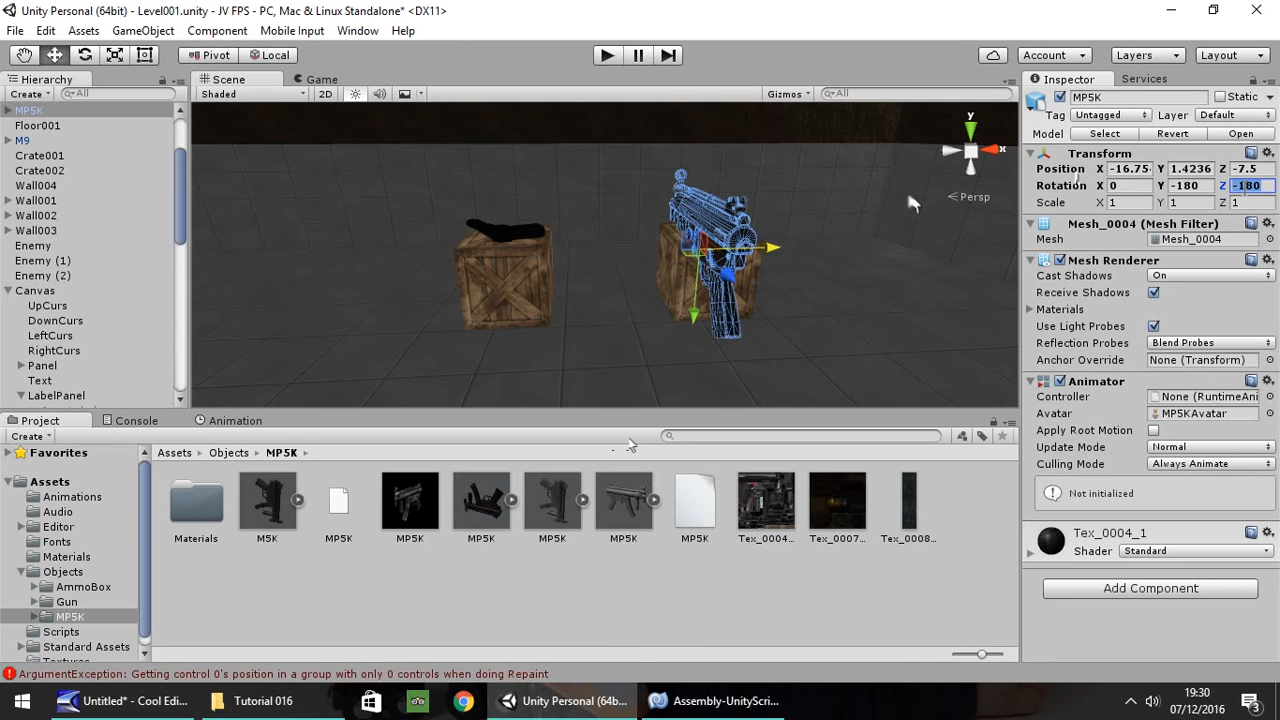 Unity Personal (64bit) - Level001.unity - JV FPS - PC, Mac & Linux Standalone* <DX11>
File Edit Assets GameObject Component Mobile Input Window Help
Pivot Local Account Layers Layout
Hierarchy Scene Game Inspector Services
Create All Shaded 2D Gizmos All MP5K Static
MP5K
Floor001
M9
Crate001
Crate002
Wall004
Wall001
Wall002
Wall003
Enemy
Enemy (1)
Enemy (2)
Canvas
UpCurs
DownCurs
LeftCurs
RightCurs
Panel
Text
LabelPanel
y
x
Persp
Tag Untagged Layer Default
Model Select Revert Open
Transform
Position X -16.75 Y 1.4236 Z -7.5
Rotation X 0 Y -180 Z -180
Scale X 1 Y 1 Z 1
Mesh_0004 (Mesh Filter)
Mesh Mesh_0004
Mesh Renderer
Cast Shadows On
Receive Shadows
Materials
Use Light Probes
Reflection Probes Blend Probes
Anchor Override None (Transform)
Animator
Controller None (RuntimeAni
Avatar MP5KAvatar
Apply Root Motion
Update Mode Normal
Culling Mode Always Animate
Not initialized
Tex_0004_1
Shader Standard
Add Component
Project Console Animation
Create
Favorites
Assets
Animations
Audio
Editor
Fonts
Materials
Objects
AmmoBox
Gun
MP5K
Scripts
Standard Assets
Textures
Assets Objects MP5K
Materials M5K MP5K MP5K MP5K MP5K MP5K MP5K Tex_0004... Tex_0007... Tex_0008...
ArgumentException: Getting control 0's position in a group with only 0 controls when doing Repaint
Untitled* - Cool Edi... Tutorial 016 Unity Personal (64b... Assembly-UnityScri...
19:30
07/12/2016
3